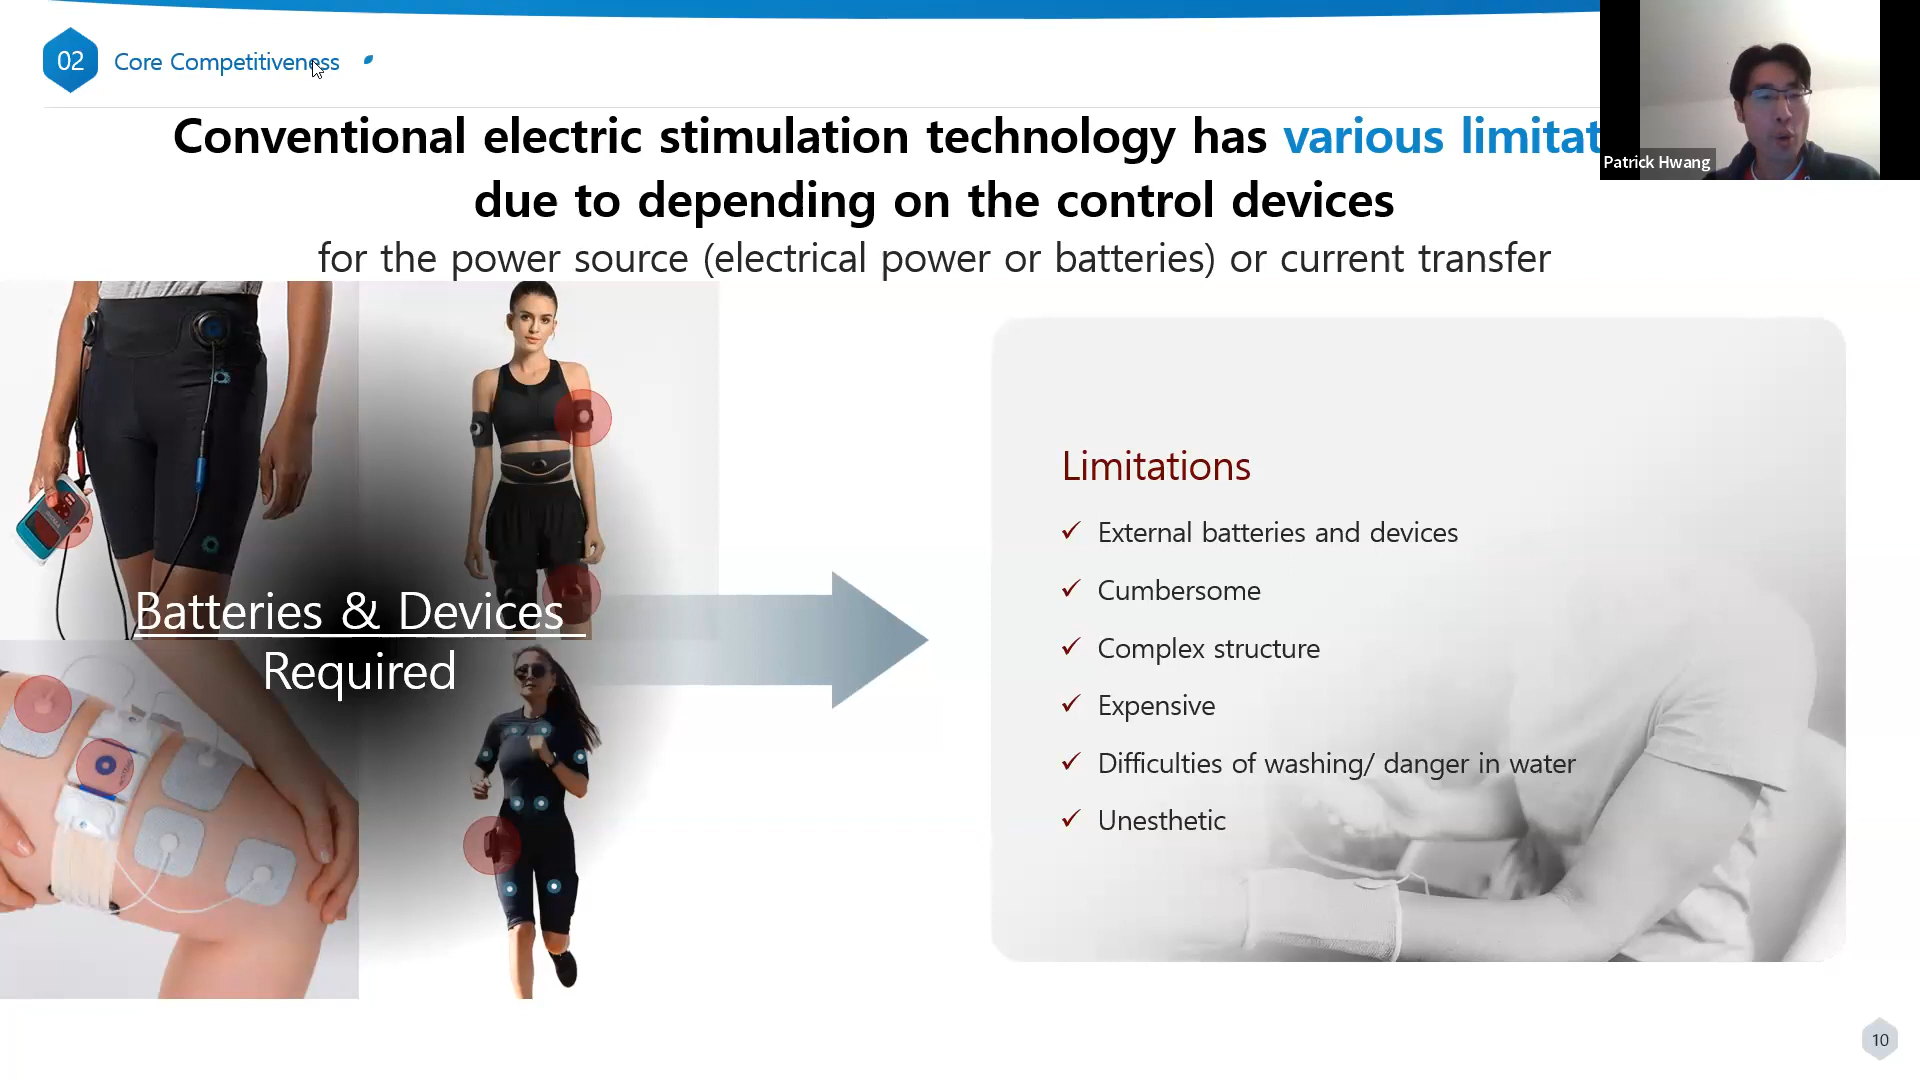 02
Core Competitiveness
Conventional electric stimulation technology has various limitat
due to depending on the control devices
for the power source (electrical power or batteries) or current transfer
Patrick Hwang
Batteries & Devices
Required
Limitations
✓ External batteries and devices
✓ Cumbersome
✓ Complex structure
✓ Expensive
✓ Difficulties of washing/ danger in water
✓ Unesthetic
10